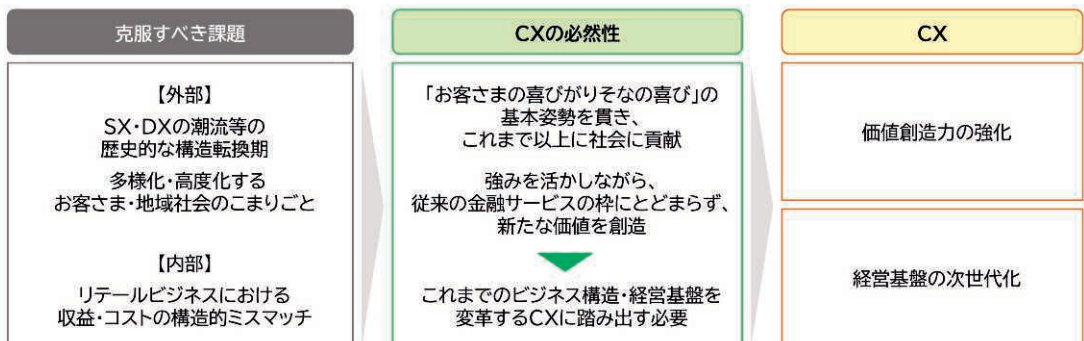 克服すべき課題
【外部】
SX・DXの潮流等の
歴史的な構造転換期
多様化・高度化する
お客さま・地域社会のこまりごと
【内部】
リテールビジネスにおける
収益・コストの構造的ミスマッチ
CXの必然性
「お客さまの喜びがりそなの喜び」の
基本姿勢を貫き、
これまで以上に社会に貢献
強みを活かしながら、
従来の金融サービスの枠にとどまらず、
新たな価値を創造
これまでのビジネス構造・経営基盤を
変革するCXに踏み出す必要
CX
価値創造力の強化
経営基盤の次世代化